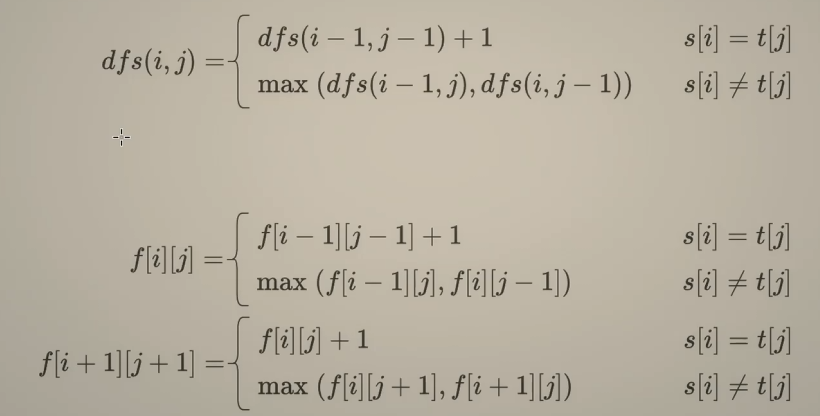 dfs(i, j) = { dfs(i − 1, j − 1) + 1    s[i] = t[j]
max (dfs(i − 1, j), dfs(i, j − 1))    s[i] ≠ t[j]
f[i][j] = { f[i − 1][j − 1] + 1    s[i] = t[j]
max (f[i − 1][j], f[i][j − 1])    s[i] ≠ t[j]
f[i + 1][j + 1] = { f[i][j] + 1    s[i] = t[j]
max (f[i][j + 1], f[i + 1][j])    s[i] ≠ t[j]